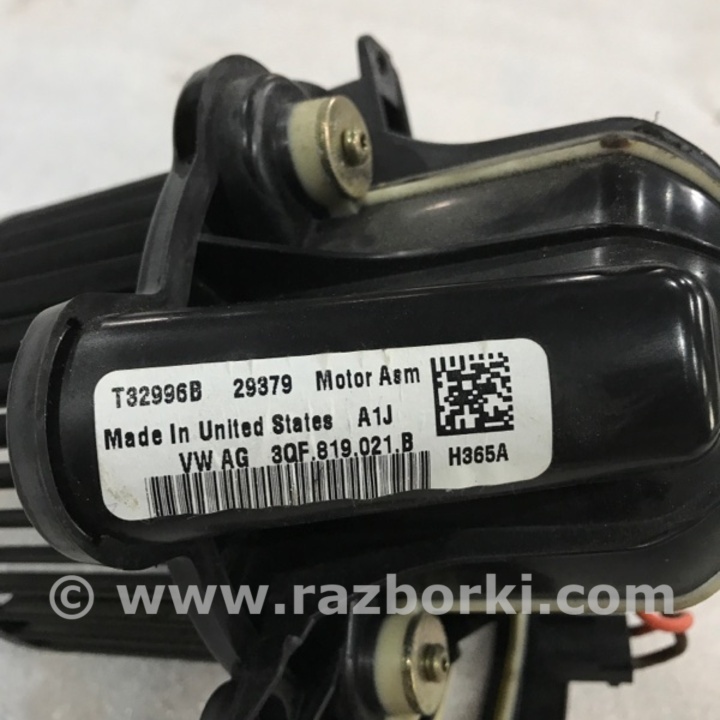 T32996B 29379 Motor Asm
Made In United States A1J
VW AG 3QF.819.021.B
H365A
© www.razborki.com